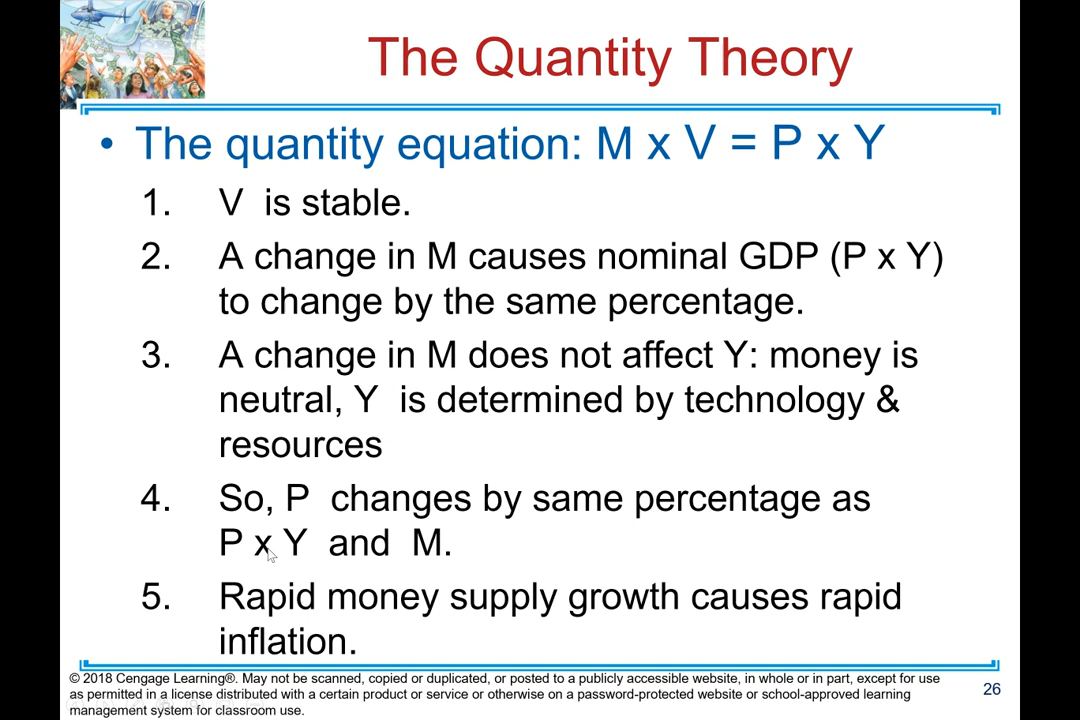 The Quantity Theory
• The quantity equation: M x V = P x Y
1. V is stable.
2. A change in M causes nominal GDP (P x Y)
to change by the same percentage.
3. A change in M does not affect Y: money is
neutral, Y is determined by technology &
resources
4. So, P changes by same percentage as
P x Y and M.
5. Rapid money supply growth causes rapid
inflation.
© 2018 Cengage Learning®. May not be scanned, copied or duplicated, or posted to a publicly accessible website, in whole or in part, except for use
as permitted in a license distributed with a certain product or service or otherwise on a password-protected website or school-approved learning
management system for classroom use.
26